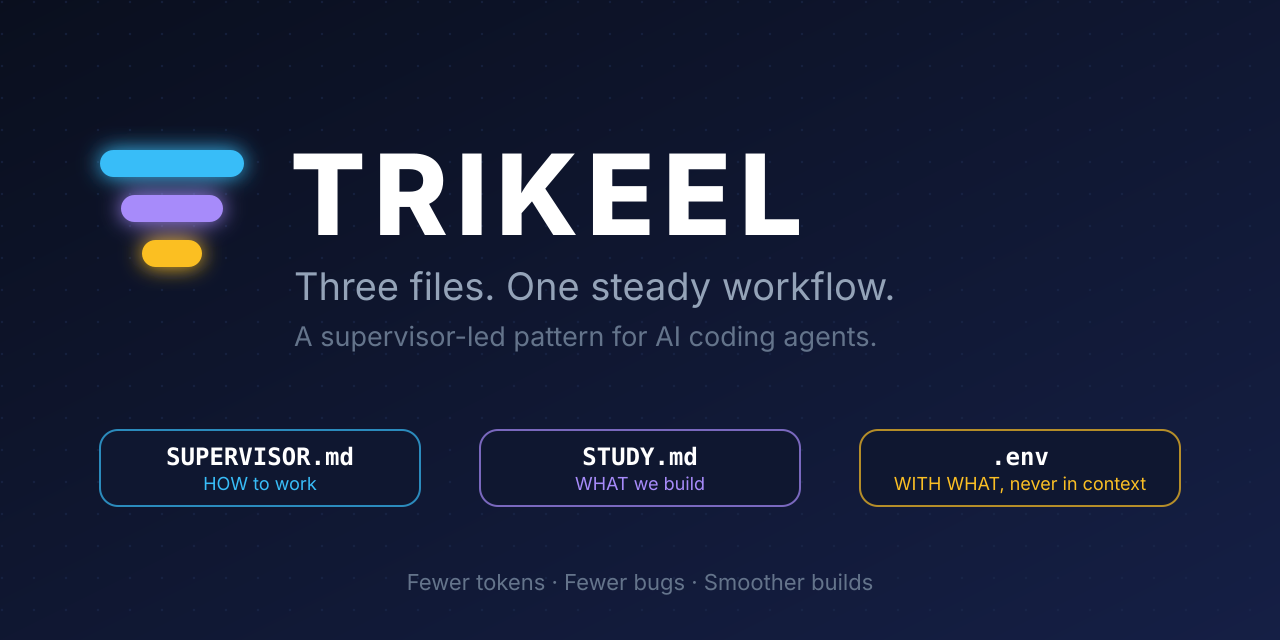 TRIKEEL
Three files. One steady workflow.
A supervisor-led pattern for AI coding agents.
SUPERVISOR.md
HOW to work
STUDY.md
WHAT we build
.env
WITH WHAT, never in context
Fewer tokens · Fewer bugs · Smoother builds